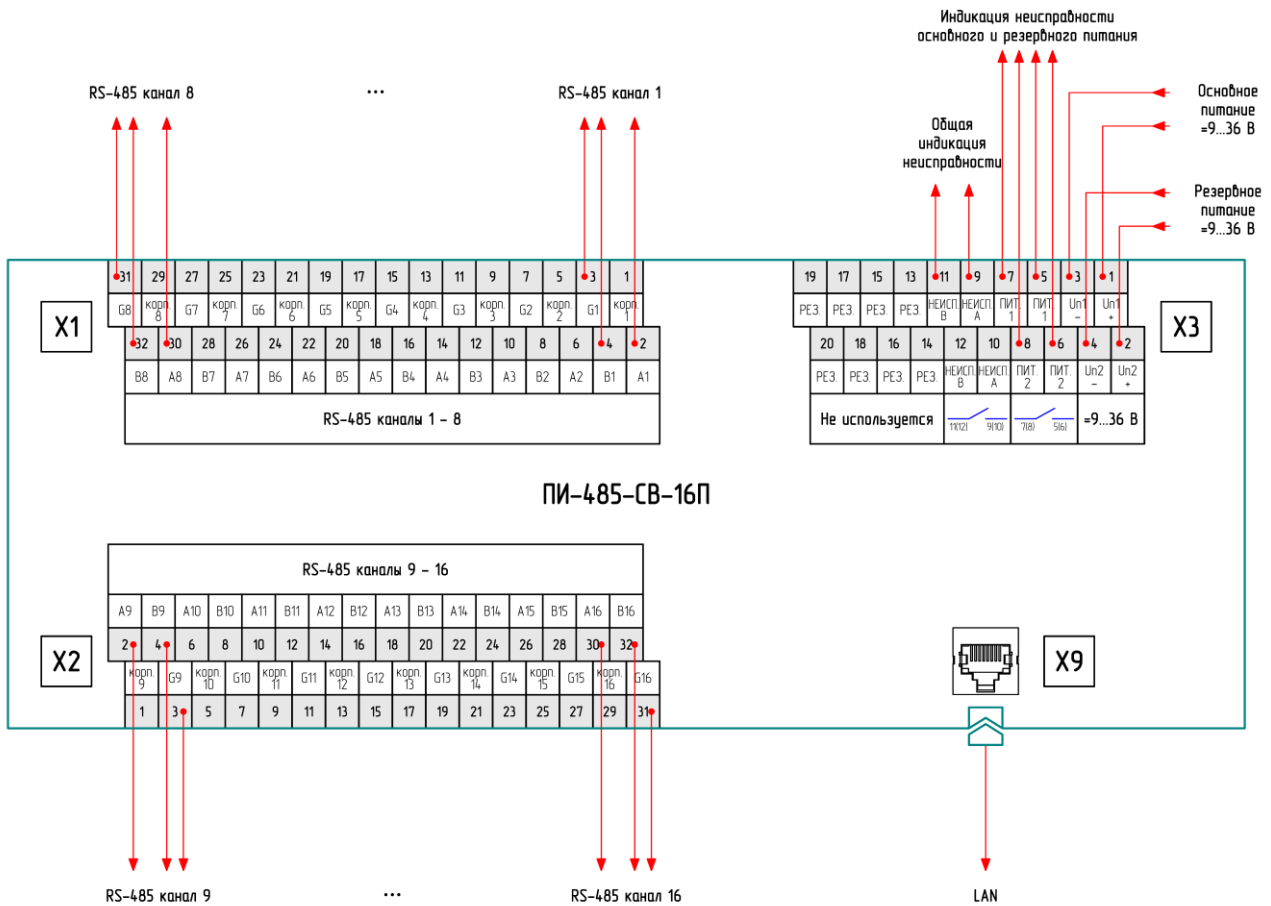 Индикация неисправности
основного и резервного питания
RS-485 канал 8
...
RS-485 канал 1
Общая
индикация
неисправности
Основное
питание
=9...36 В
Резервное
питание
=9...36 В
X1
31 29 27 25 23 21 19 17 15 13 11 9 7 5 3 1
G8 корп. 8 G7 корп. 7 G6 корп. 6 G5 корп. 5 G4 корп. 4 G3 корп. 3 G2 корп. 2 G1 корп. 1
32 30 28 26 24 22 20 18 16 14 12 10 8 6 4 2
B8 A8 B7 A7 B6 A6 B5 A5 B4 A4 B3 A3 B2 A2 B1 A1
RS-485 каналы 1 – 8
19 17 15 13 11 9 7 5 3 1
РЕЗ. РЕЗ. РЕЗ. РЕЗ. НЕИСП. В НЕИСП. А ПИТ. 1 ПИТ. 1 Uп1 - Uп1 +
X3
20 18 16 14 12 10 8 6 4 2
РЕЗ. РЕЗ. РЕЗ. РЕЗ. НЕИСП. В НЕИСП. А ПИТ. 2 ПИТ. 2 Uп2 - Uп2 +
Не используется 11(12) 9(10) 7(8) 5(6) =9...36 В
ПИ-485-СВ-16П
RS-485 каналы 9 – 16
A9 B9 A10 B10 A11 B11 A12 B12 A13 B13 A14 B14 A15 B15 A16 B16
X2
2 4 6 8 10 12 14 16 18 20 22 24 26 28 30 32
корп. 9 G9 корп. 10 G10 корп. 11 G11 корп. 12 G12 корп. 13 G13 корп. 14 G14 корп. 15 G15 корп. 16 G16
1 3 5 7 9 11 13 15 17 19 21 23 25 27 29 31
X9
RS-485 канал 9
...
RS-485 канал 16
LAN